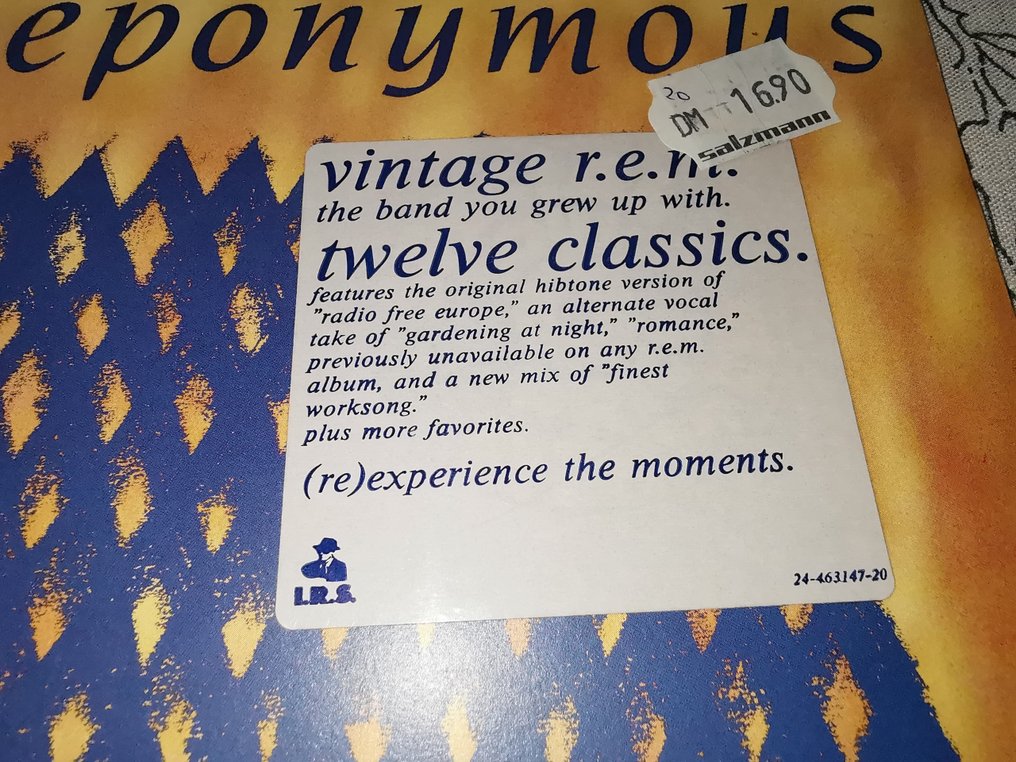 eponymous
20
DM 16.90
salzmann
vintage r.e.m.
the band you grew up with.
twelve classics.
features the original hibtone version of
"radio free europe," an alternate vocal
take of "gardening at night," "romance,"
previously unavailable on any r.e.m.
album, and a new mix of "finest
worksong."
plus more favorites.
(re)experience the moments.
I.R.S.
24-463147-20